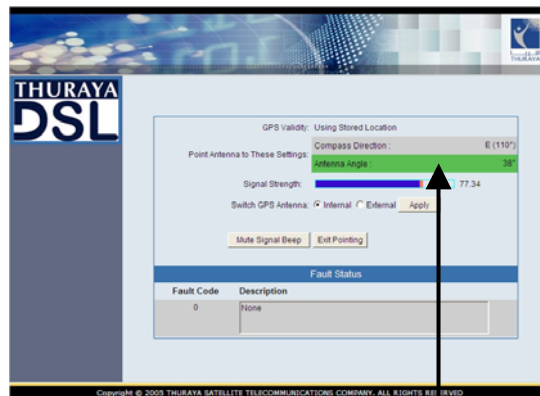 THURAYA
THURAYA
DSL
GPS Validity: Using Stored Location
Point Antenna to These Settings:
Compass Direction : E (110°)
Antenna Angle : 38°
Signal Strength: 77.34
Switch GPS Antenna: Internal External Apply
Mute Signal Beep Exit Pointing
Fault Status
Fault Code Description
0 None
Copyright © 2005 THURAYA SATELLITE TELECOMMUNICATIONS COMPANY. ALL RIGHTS RE ERVED